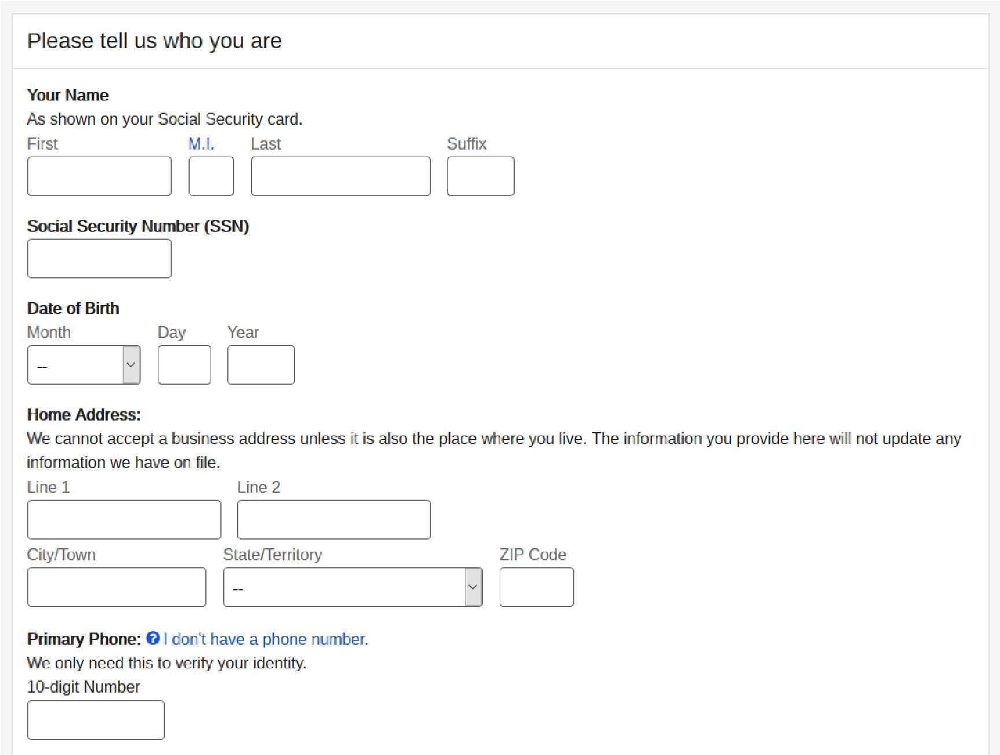 Please tell us who you are
Your Name
As shown on your Social Security card.
First M.I. Last Suffix
Social Security Number (SSN)
Date of Birth
Month Day Year
--
Home Address:
We cannot accept a business address unless it is also the place where you live. The information you provide here will not update any
information we have on file.
Line 1 Line 2
City/Town State/Territory ZIP Code
--
Primary Phone: ? I don't have a phone number.
We only need this to verify your identity.
10-digit Number